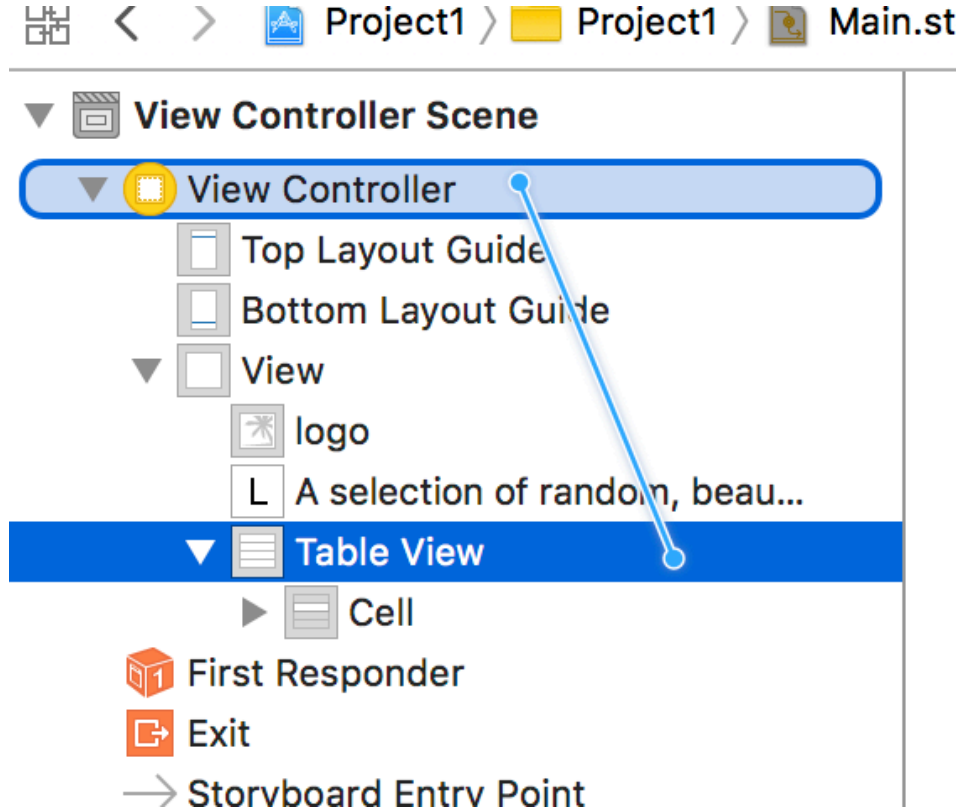 Project1 〉 Project1 〉 Main.st
View Controller Scene
View Controller
Top Layout Guide
Bottom Layout Guide
View
logo
L A selection of random, beau...
Table View
Cell
1 First Responder
Exit
Storyboard Entry Point